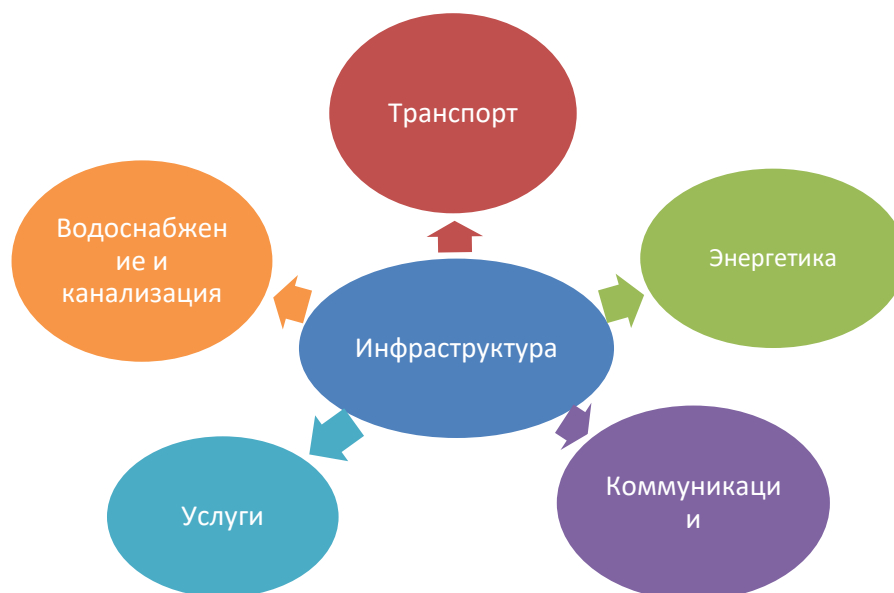 Транспорт
Водоснабжен
ие и
канализация
Энергетика
Инфраструктура
Услуги
Коммуникаци
и